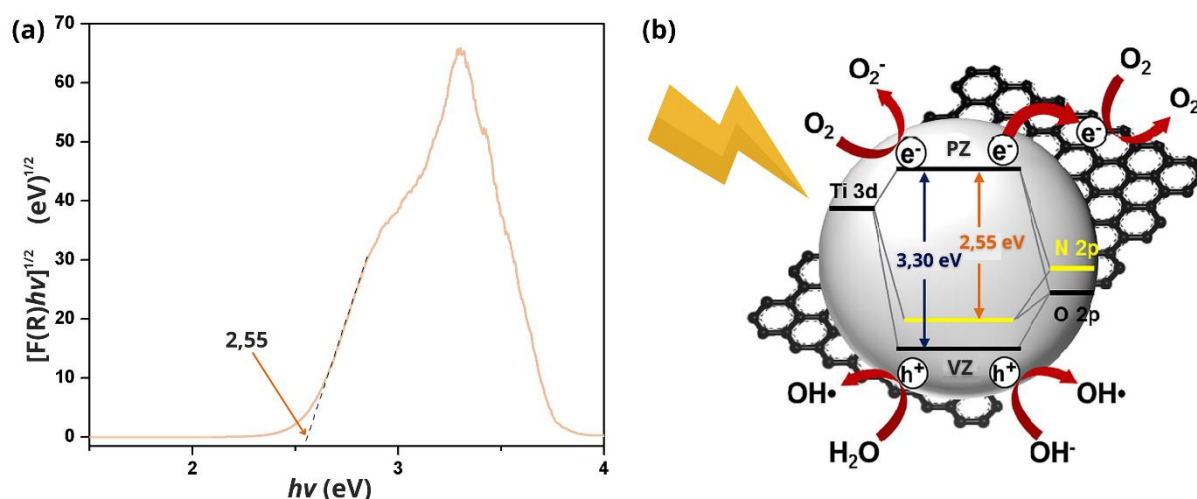 (a)
70
60
50
40
30
20
10
0
[F(R)hν]¹/² (eV)¹/²
2,55
2
3
4
hν (eV)
(b)
O₂⁻
O₂
O₂
O₂⁻
e⁻
e⁻
e⁻
PZ
Ti 3d
3,30 eV
2,55 eV
N 2p
O 2p
VZ
h⁺
h⁺
OH•
OH•
H₂O
OH⁻